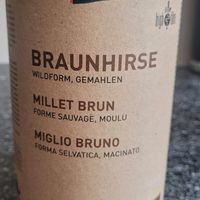 BRAUNHIRSE
WILDFORM, GEMAHLEN
MILLET BRUN
FORME SAUVAGE, MOULU
MIGLIO BRUNO
FORMA SELVATICA, MACINATO